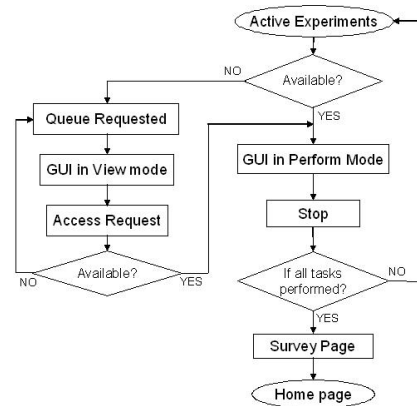 Active Experiments
NO
Available?
YES
Queue Requested
GUI in View mode
GUI in Perform Mode
Access Request
Stop
Available?
NO
YES
If all tasks
performed?
NO
YES
Survey Page
Home page